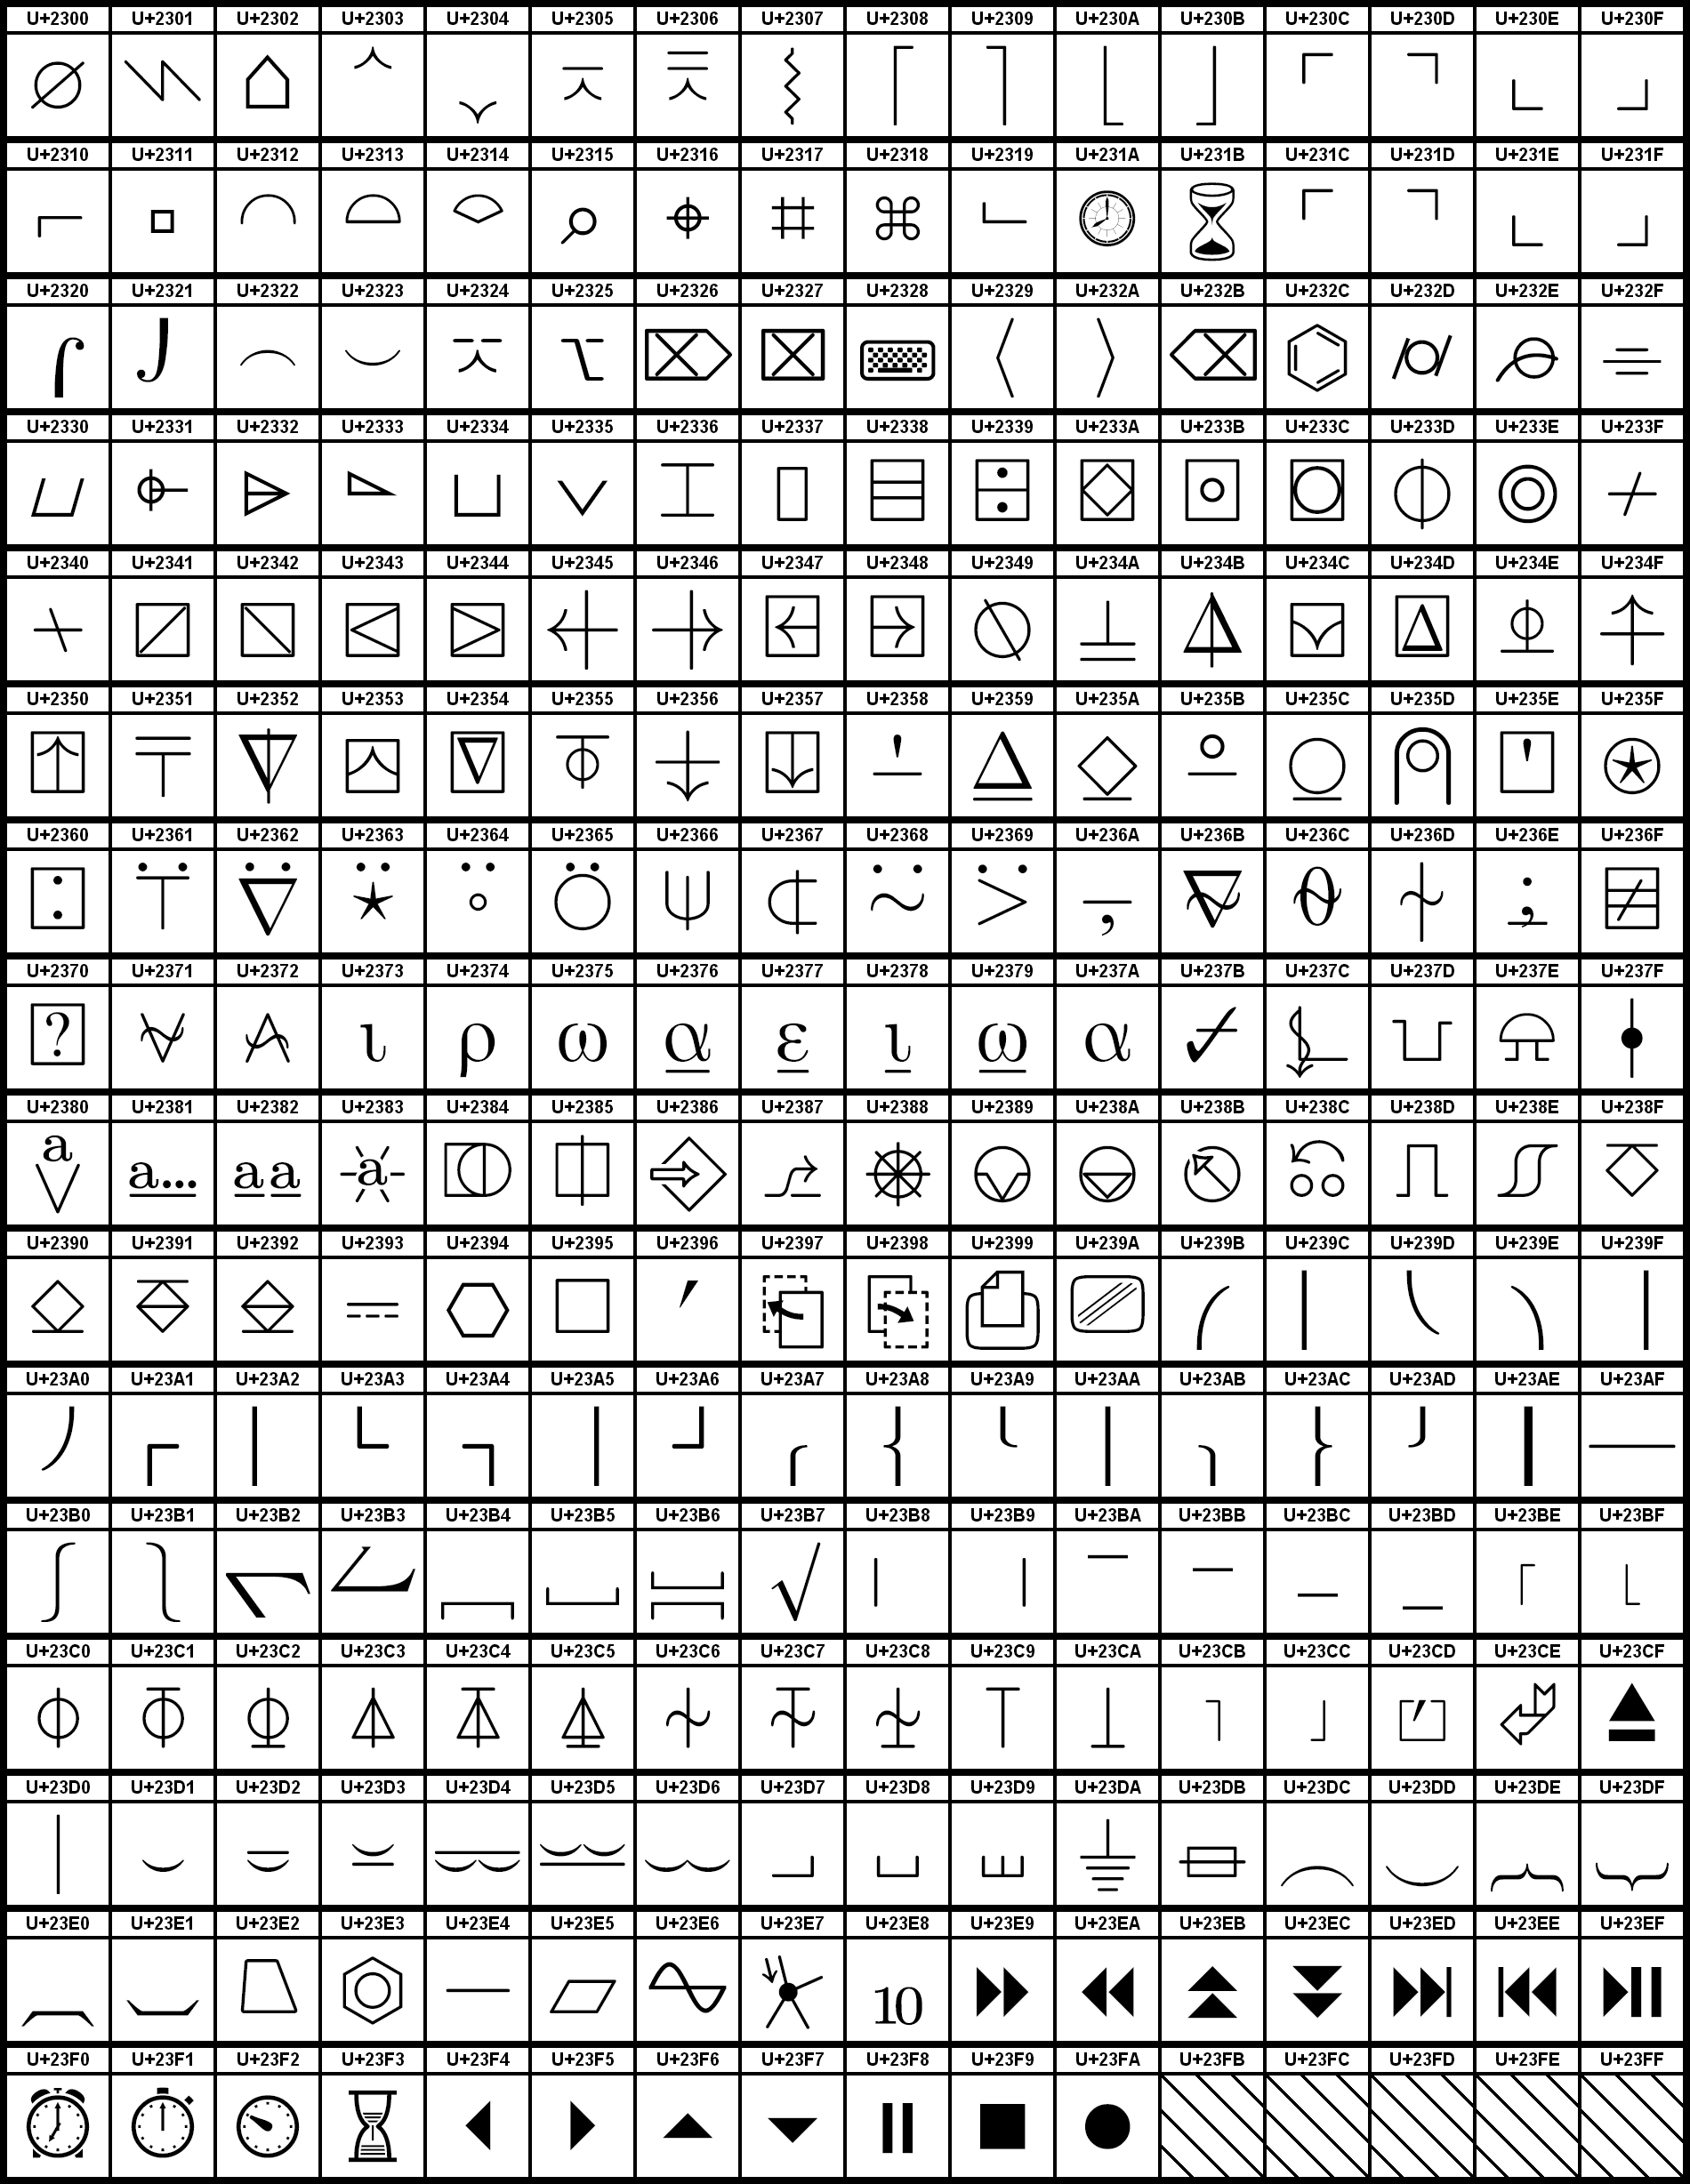 U+2300 U+2301 U+2302 U+2303 U+2304 U+2305 U+2306 U+2307 U+2308 U+2309 U+230A U+230B U+230C U+230D U+230E U+230F
⌀ ⌁ ⌂ ⌃ ⌄ ⌅ ⌆ ⌇ ⌈ ⌉ ⌊ ⌋ ⌌ ⌍ ⌎ ⌏
U+2310 U+2311 U+2312 U+2313 U+2314 U+2315 U+2316 U+2317 U+2318 U+2319 U+231A U+231B U+231C U+231D U+231E U+231F
⌐ ⌑ ⌒ ⌓ ⌔ ⌕ ⌖ ⌗ ⌘ ⌙ ⌚ ⌛ ⌜ ⌝ ⌞ ⌟
U+2320 U+2321 U+2322 U+2323 U+2324 U+2325 U+2326 U+2327 U+2328 U+2329 U+232A U+232B U+232C U+232D U+232E U+232F
⌠ ⌡ ⌢ ⌣ ⌤ ⌥ ⌦ ⌧ ⌨ 〈 〉 ⌫ ⌬ ⌭ ⌮ ⌯
U+2330 U+2331 U+2332 U+2333 U+2334 U+2335 U+2336 U+2337 U+2338 U+2339 U+233A U+233B U+233C U+233D U+233E U+233F
⌰ ⌱ ⌲ ⌳ ⌴ ⌵ ⌶ ⌷ ⌸ ⌹ ⌺ ⌻ ⌼ ⌽ ⌾ ⌿
U+2340 U+2341 U+2342 U+2343 U+2344 U+2345 U+2346 U+2347 U+2348 U+2349 U+234A U+234B U+234C U+234D U+234E U+234F
⍀ ⍁ ⍂ ⍃ ⍄ ⍅ ⍆ ⍇ ⍈ ⍉ ⍊ ⍋ ⍌ ⍍ ⍎ ⍏
U+2350 U+2351 U+2352 U+2353 U+2354 U+2355 U+2356 U+2357 U+2358 U+2359 U+235A U+235B U+235C U+235D U+235E U+235F
⍐ ⍑ ⍒ ⍓ ⍔ ⍕ ⍖ ⍗ ⍘ ⍙ ⍚ ⍛ ⍜ ⍝ ⍞ ⍟
U+2360 U+2361 U+2362 U+2363 U+2364 U+2365 U+2366 U+2367 U+2368 U+2369 U+236A U+236B U+236C U+236D U+236E U+236F
⍠ ⍡ ⍢ ⍣ ⍤ ⍥ ⍦ ⍧ ⍨ ⍩ ⍪ ⍫ ⍬ ⍭ ⍮ ⍯
U+2370 U+2371 U+2372 U+2373 U+2374 U+2375 U+2376 U+2377 U+2378 U+2379 U+237A U+237B U+237C U+237D U+237E U+237F
⍰ ⍱ ⍲ ⍳ ⍴ ⍵ ⍶ ⍷ ⍸ ⍹ ⍺ ⍻ ⍼ ⍽ ⍾ ⍿
U+2380 U+2381 U+2382 U+2383 U+2384 U+2385 U+2386 U+2387 U+2388 U+2389 U+238A U+238B U+238C U+238D U+238E U+238F
⎀ ⎁ ⎂ ⎃ ⎄ ⎅ ⎆ ⎇ ⎈ ⎉ ⎊ ⎋ ⎌ ⎍ ⎎ ⎏
U+2390 U+2391 U+2392 U+2393 U+2394 U+2395 U+2396 U+2397 U+2398 U+2399 U+239A U+239B U+239C U+239D U+239E U+239F
⎐ ⎑ ⎒ ⎓ ⎔ ⎕ ⎖ ⎗ ⎘ ⎙ ⎚ ⎛ ⎜ ⎝ ⎞ ⎟
U+23A0 U+23A1 U+23A2 U+23A3 U+23A4 U+23A5 U+23A6 U+23A7 U+23A8 U+23A9 U+23AA U+23AB U+23AC U+23AD U+23AE U+23AF
⎠ ⎡ ⎢ ⎣ ⎤ ⎥ ⎦ ⎧ ⎨ ⎩ ⎪ ⎫ ⎬ ⎭ ⎮ ⎯
U+23B0 U+23B1 U+23B2 U+23B3 U+23B4 U+23B5 U+23B6 U+23B7 U+23B8 U+23B9 U+23BA U+23BB U+23BC U+23BD U+23BE U+23BF
⎰ ⎱ ⎲ ⎳ ⎴ ⎵ ⎶ ⎷ ⎸ ⎹ ⎺ ⎻ ⎼ ⎽ ⎾ ⎿
U+23C0 U+23C1 U+23C2 U+23C3 U+23C4 U+23C5 U+23C6 U+23C7 U+23C8 U+23C9 U+23CA U+23CB U+23CC U+23CD U+23CE U+23CF
⏀ ⏁ ⏂ ⏃ ⏄ ⏅ ⏆ ⏇ ⏈ ⏉ ⏊ ⏋ ⏌ ⏍ ⏎ ⏏
U+23D0 U+23D1 U+23D2 U+23D3 U+23D4 U+23D5 U+23D6 U+23D7 U+23D8 U+23D9 U+23DA U+23DB U+23DC U+23DD U+23DE U+23DF
⏐ ⏑ ⏒ ⏓ ⏔ ⏕ ⏖ ⏗ ⏘ ⏙ ⏚ ⏛ ⏜ ⏝ ⏞ ⏟
U+23E0 U+23E1 U+23E2 U+23E3 U+23E4 U+23E5 U+23E6 U+23E7 U+23E8 U+23E9 U+23EA U+23EB U+23EC U+23ED U+23EE U+23EF
⏠ ⏡ ⏢ ⏣ ⏤ ⏥ ⏦ ⏧ ⏨ ⏩ ⏪ ⏫ ⏬ ⏭ ⏮ ⏯
U+23F0 U+23F1 U+23F2 U+23F3 U+23F4 U+23F5 U+23F6 U+23F7 U+23F8 U+23F9 U+23FA U+23FB U+23FC U+23FD U+23FE U+23FF
⏰ ⏱ ⏲ ⏳ ⏴ ⏵ ⏶ ⏷ ⏸ ⏹ ⏺